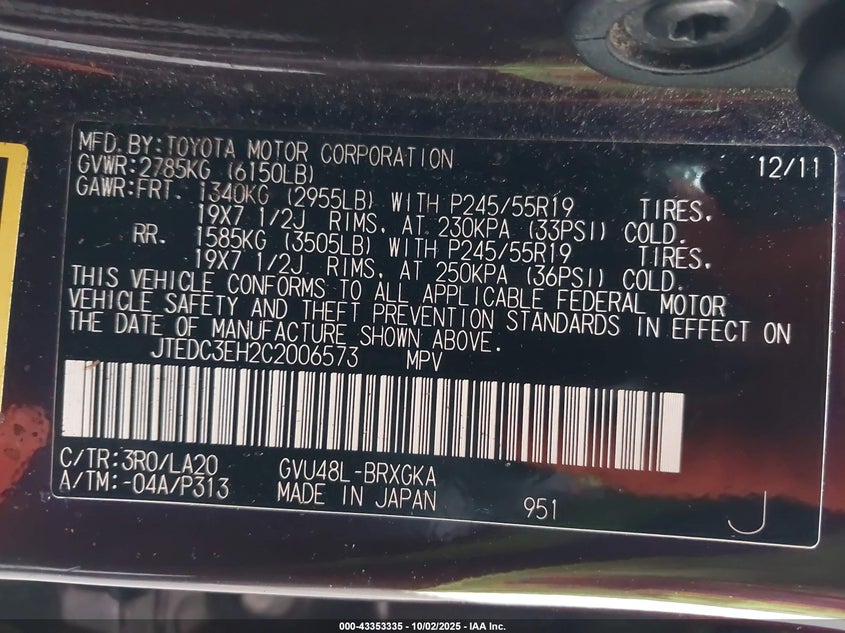 MFD. BY: TOYOTA MOTOR CORPORATION 12/11
GVWR: 2785KG (6150LB)
GAWR: FRT. 1340KG (2955LB) WITH P245/55R19 TIRES.
19X7 1/2J RIMS, AT 230KPA (33PSI) COLD.
RR. 1585KG (3505LB) WITH P245/55R19 TIRES.
19X7 1/2J RIMS, AT 250KPA (36PSI) COLD.
THIS VEHICLE CONFORMS TO ALL APPLICABLE FEDERAL MOTOR
VEHICLE SAFETY AND THEFT PREVENTION STANDARDS IN EFFECT ON
THE DATE OF MANUFACTURE SHOWN ABOVE.
JTEDC3EH2C2006573 MPV
C/TR: 3R0/LA20 GVU48L-BRXGKA
A/TM: -04A/P313 MADE IN JAPAN 951 J
000-43353335 - 10/02/2025 - IAA Inc.